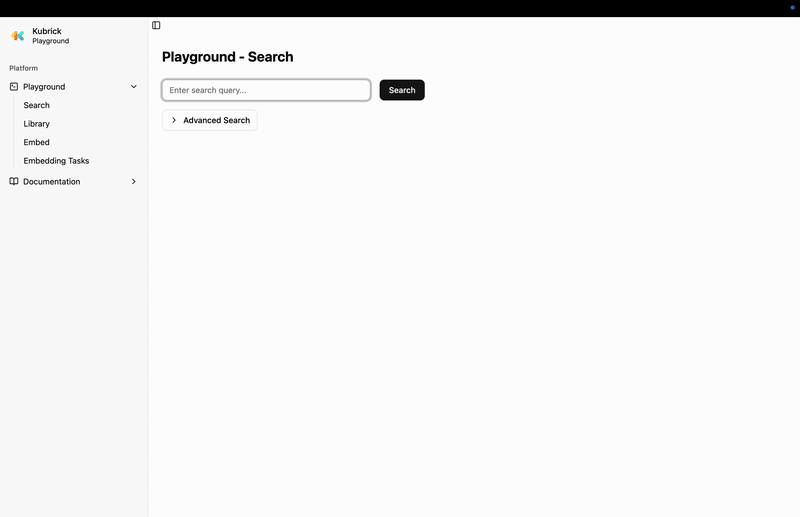 Kubrick
Playground
Platform
Playground
Search
Library
Embed
Embedding Tasks
Documentation
Playground - Search
Enter search query...
Search
Advanced Search